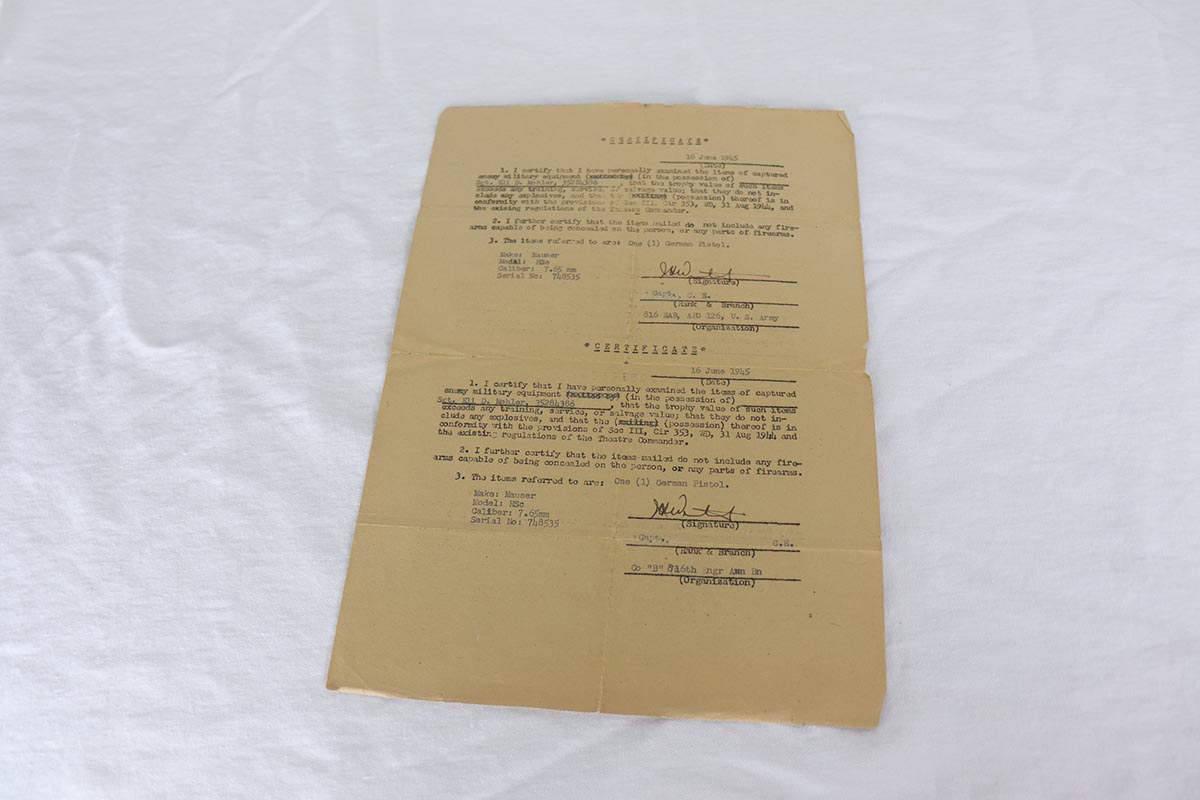 * C E R T I F I C A T E *
16 June 1945
(Date)
1. I certify that I have personally examined the items of captured
enemy military equipment (in the possession of)
Sgt. Eli D. Mohler, 35284386 , that the trophy value of such items
exceeds any training, service, or salvage value; that they do not in-
clude any explosives, and that the (mailing) (possession) thereof is in
conformity with the provisions of Sec III, Cir 353, WD, 31 Aug 1944, and
the existing regulations of the Theatre Commander.
2. I further certify that the items mailed do not include any fire-
arms capable of being concealed on the person, or any parts of firearms.
3. The items referred to are: One (1) German Pistol.
Make: Mauser
Model: HSc
Caliber: 7.65 mm
Serial No: 748535
(Signature)
Capt., C. E.
(Rank & Branch)
816 EAB, APO 126, U. S. Army
(Organization)
* C E R T I F I C A T E *
16 June 1945
(Date)
1. I certify that I have personally examined the items of captured
enemy military equipment (in the possession of)
Sgt. Eli D. Mohler, 35284386 , that the trophy value of such items
exceeds any training, service, or salvage value; that they do not in-
clude any explosives, and that the (mailing) (possession) thereof is in
conformity with the provisions of Sec III, Cir 353, WD, 31 Aug 1944 and
the existing regulations of the Theatre Commander.
2. I further certify that the items mailed do not include any fire-
arms capable of being concealed on the person, or any parts of firearms.
3. The items referred to are: One (1) German Pistol.
Make: Mauser
Model: HSc
Caliber: 7.65mm
Serial No: 748535
(Signature)
Capt., C.E.
(Rank & Branch)
Co "B" 816th Engr Avn Bn
(Organization)